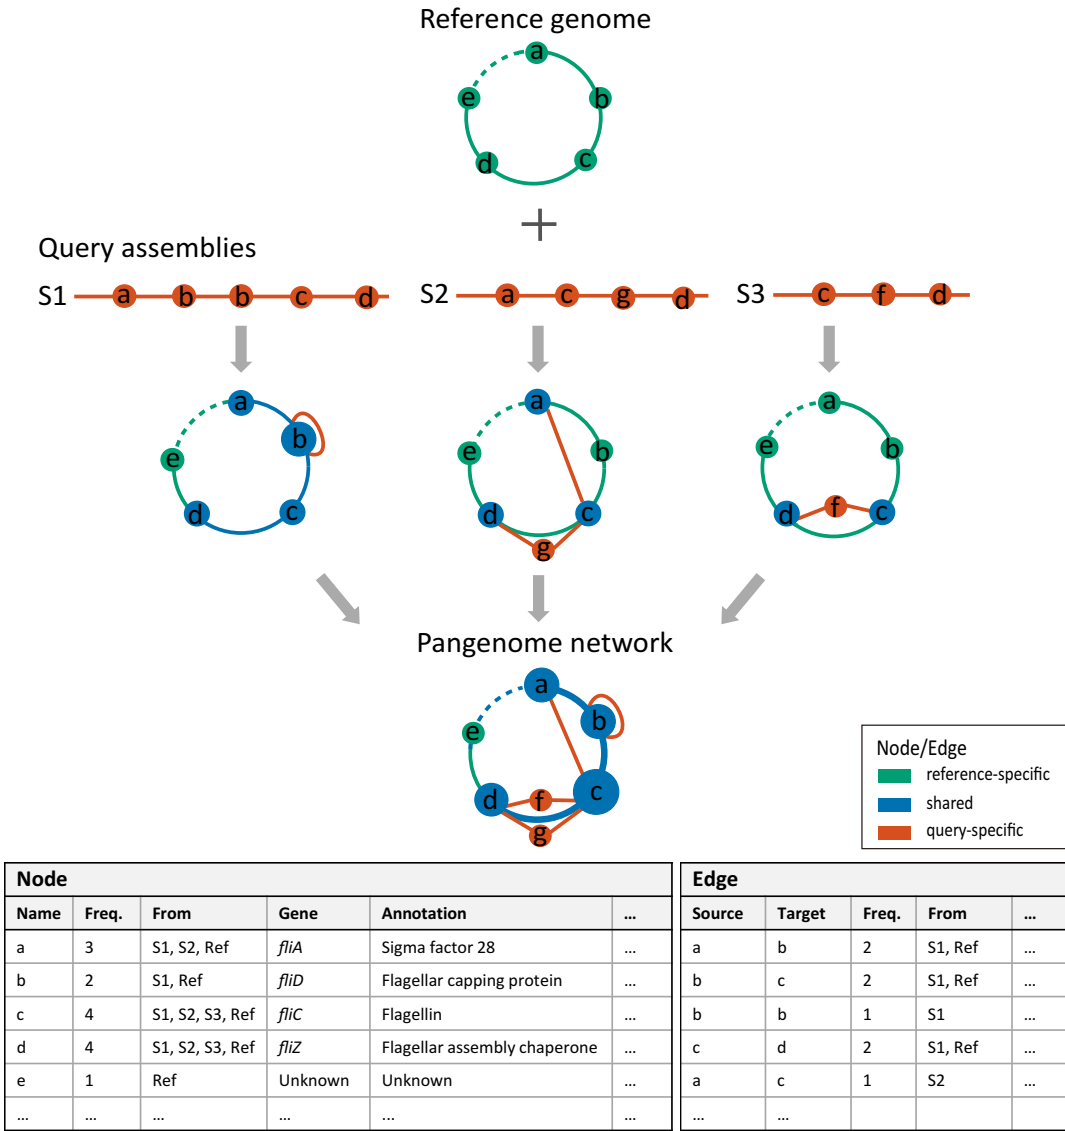 Reference genome
a
e b
d c
+
Query assemblies
S1 a b b c d S2 a c g d S3 c f d
a a a
b
e e b e b
f
d c d c d c
g
Pangenome network
a
b
e
d f c
g
Node/Edge
reference-specific
shared
query-specific
Node
Name Freq. From Gene Annotation ...
a 3 S1, S2, Ref fliA Sigma factor 28 ...
b 2 S1, Ref fliD Flagellar capping protein ...
c 4 S1, S2, S3, Ref fliC Flagellin ...
d 4 S1, S2, S3, Ref fliZ Flagellar assembly chaperone ...
e 1 Ref Unknown Unknown ...
... ... ... ... ... ...
Edge
Source Target Freq. From ...
a b 2 S1, Ref ...
b c 2 S1, Ref ...
b b 1 S1 ...
c d 2 S1, Ref ...
a c 1 S2 ...
... ...